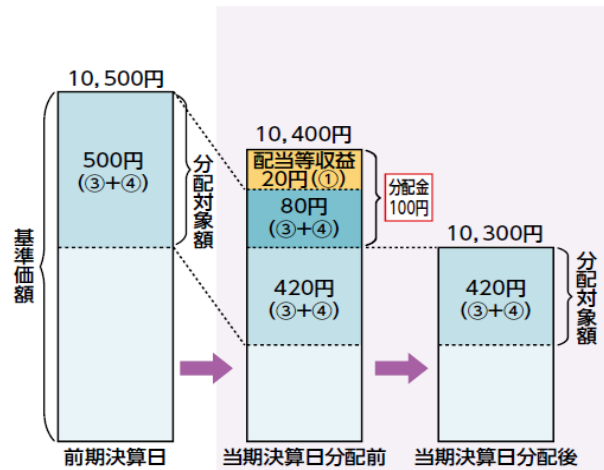 10,500円
500円
(③+④)
分配対象額
基準価額
前期決算日
10,400円
配当等収益
20円(①)
80円
(③+④)
分配金
100円
420円
(③+④)
当期決算日分配前
10,300円
420円
(③+④)
分配対象額
当期決算日分配後